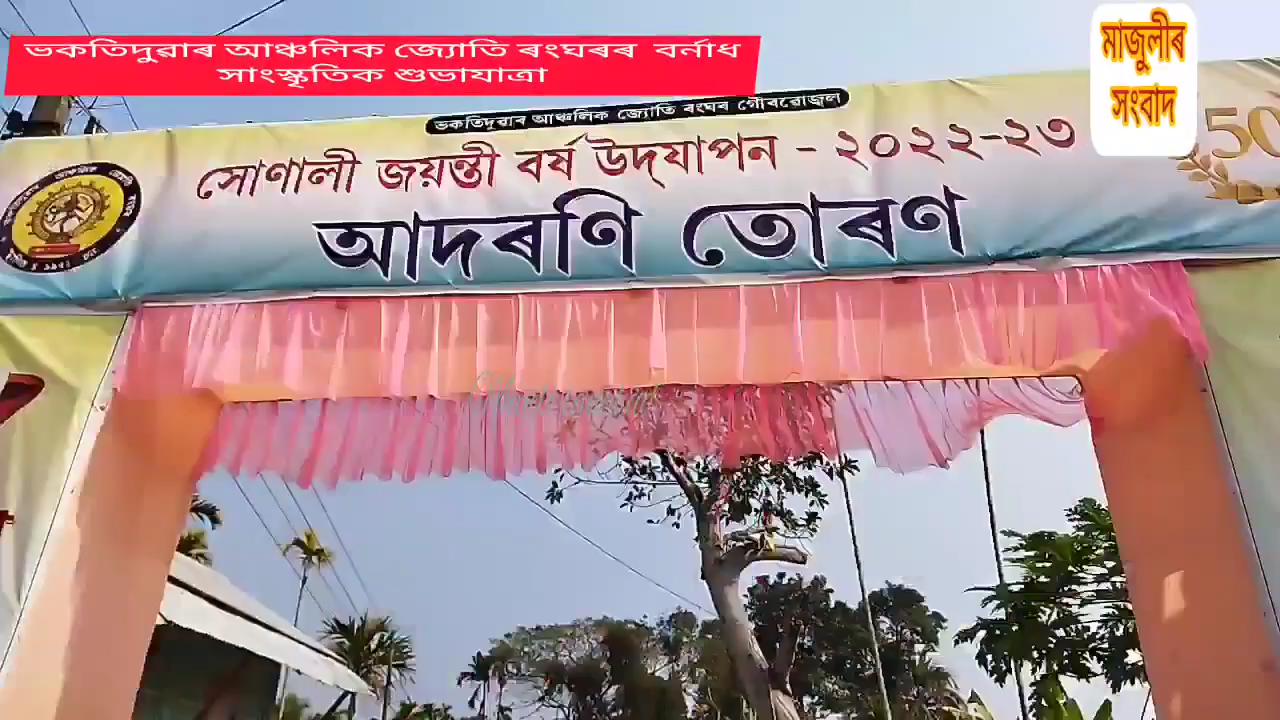 ভকতিদুৱাৰ আঞ্চলিক জ্যোতি ৰংঘৰৰ বৰ্নাধ
সাংস্কৃতিক শুভাযাত্ৰা
মাজুলীৰ
সংবাদ
ভকতিদুৱাৰ আঞ্চলিক জ্যোতি ৰংঘৰ গৌৰৱোজ্বল
সোণালী জয়ন্তী বৰ্ষ উদ্‌যাপন - ২০২২-২৩
50
আদৰণি তোৰণ